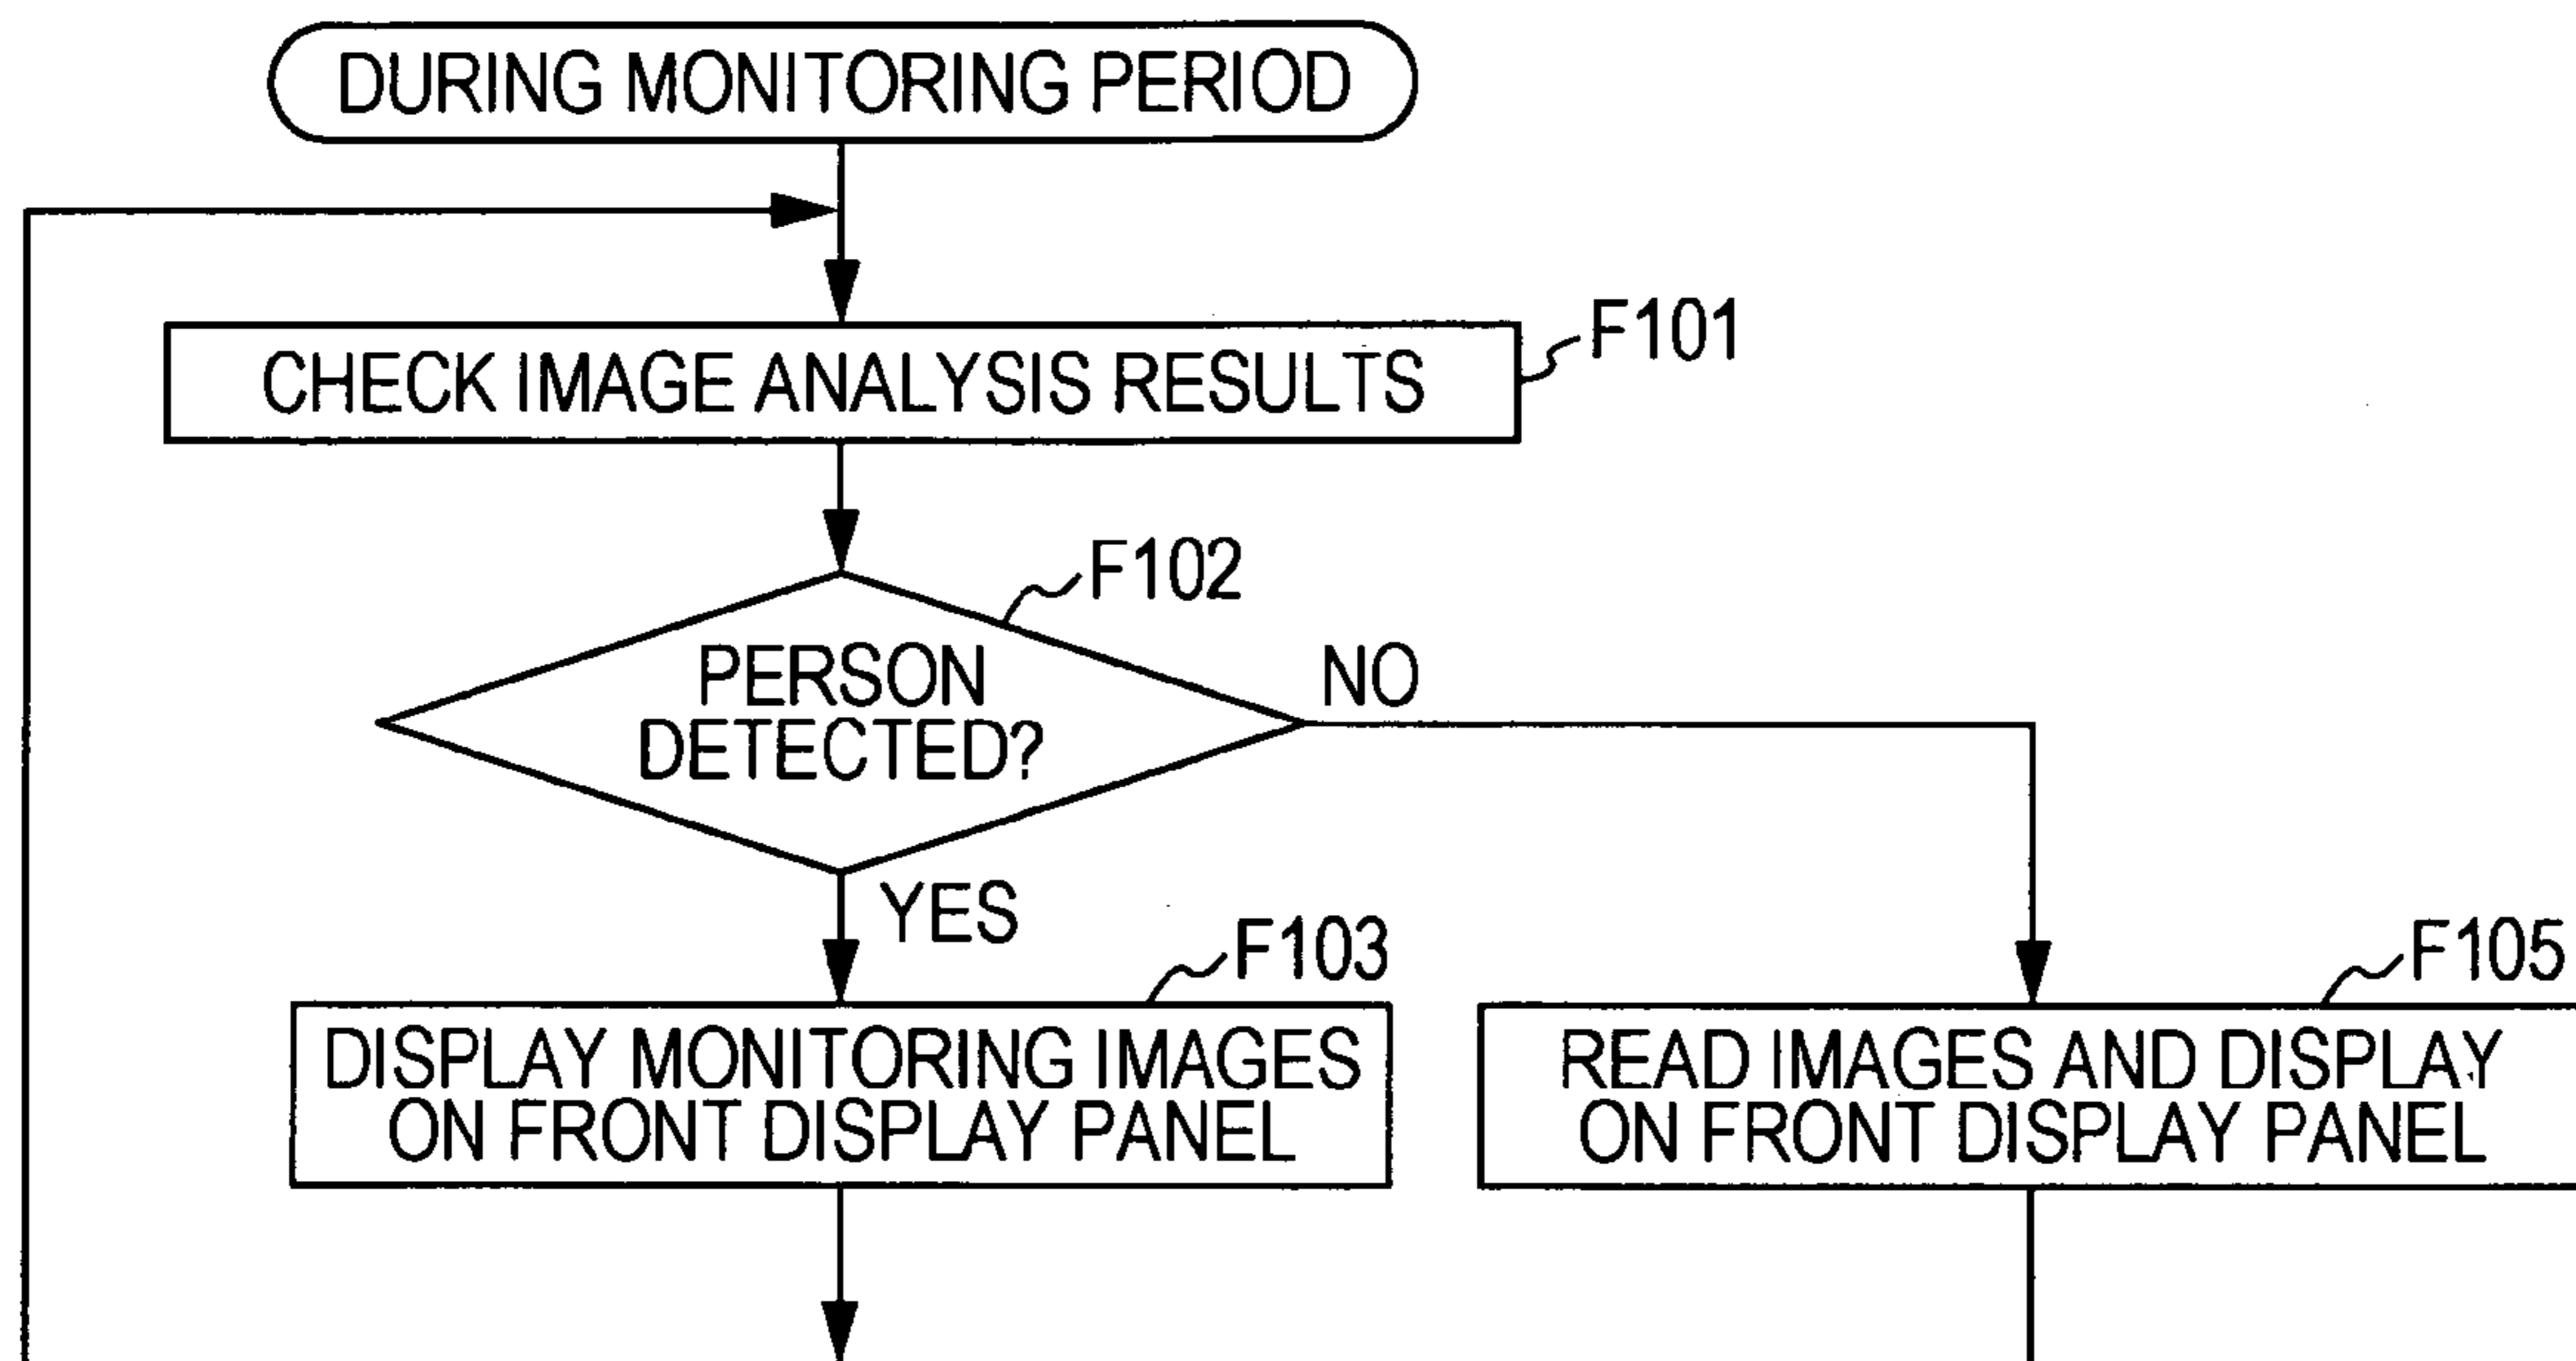 DURING MONITORING PERIOD
F101
CHECK IMAGE ANALYSIS RESULTS
F102
PERSON
DETECTED?
NO
YES
F103
DISPLAY MONITORING IMAGES
ON FRONT DISPLAY PANEL
F105
READ IMAGES AND DISPLAY
ON FRONT DISPLAY PANEL